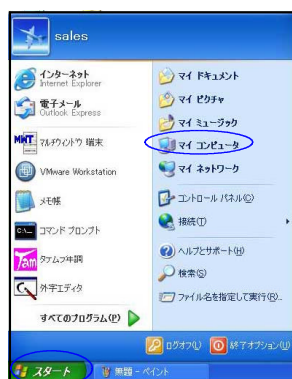 sales
インターネット
Internet Explorer
電子メール
Outlook Express
マルチウィンドウ 端末
VMware Workstation
メモ帳
コマンド プロンプト
タイムスタンプ年調
外字エディタ
すべてのプログラム(P)
マイ ドキュメント
マイ ピクチャ
マイ ミュージック
マイ コンピュータ
マイ ネットワーク
コントロール パネル(C)
接続(T)
ヘルプとサポート(H)
検索(S)
ファイル名を指定して実行(R)...
ログオフ(L)
終了オプション(U)
スタート
無題 - ペイント